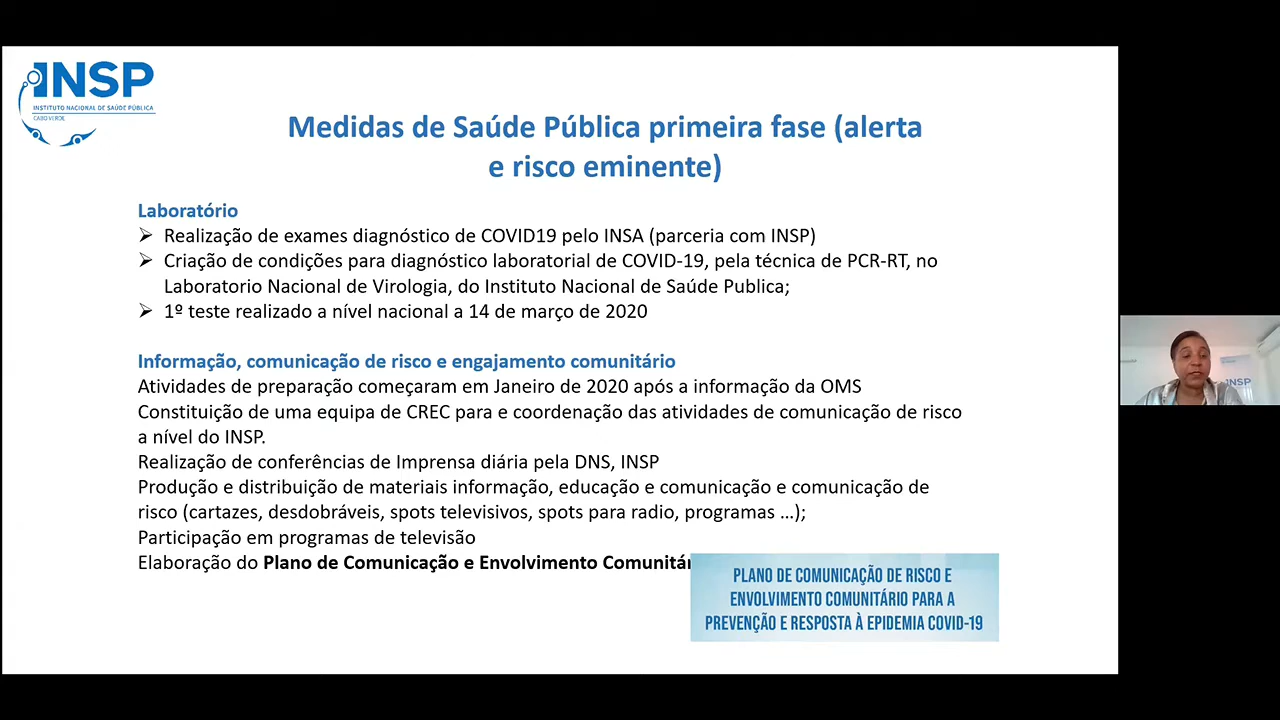 INSP
INSTITUTO NACIONAL DE SAÚDE PÚBLICA
CABO VERDE
Medidas de Saúde Pública primeira fase (alerta
e risco eminente)
Laboratório
Realização de exames diagnóstico de COVID19 pelo INSA (parceria com INSP)
Criação de condições para diagnóstico laboratorial de COVID-19, pela técnica de PCR-RT, no
Laboratorio Nacional de Virologia, do Instituto Nacional de Saúde Publica;
1º teste realizado a nível nacional a 14 de março de 2020
Informação, comunicação de risco e engajamento comunitário
Atividades de preparação começaram em Janeiro de 2020 após a informação da OMS
Constituição de uma equipa de CREC para e coordenação das atividades de comunicação de risco
a nível do INSP.
Realização de conferências de Imprensa diária pela DNS, INSP
Produção e distribuição de materiais informação, educação e comunicação e comunicação de
risco (cartazes, desdobráveis, spots televisivos, spots para radio, programas …);
Participação em programas de televisão
Elaboração do Plano de Comunicação e Envolvimento Comunitár
PLANO DE COMUNICAÇÃO DE RISCO E
ENVOLVIMENTO COMUNITÁRIO PARA A
PREVENÇÃO E RESPOSTA À EPIDEMIA COVID-19
INSP